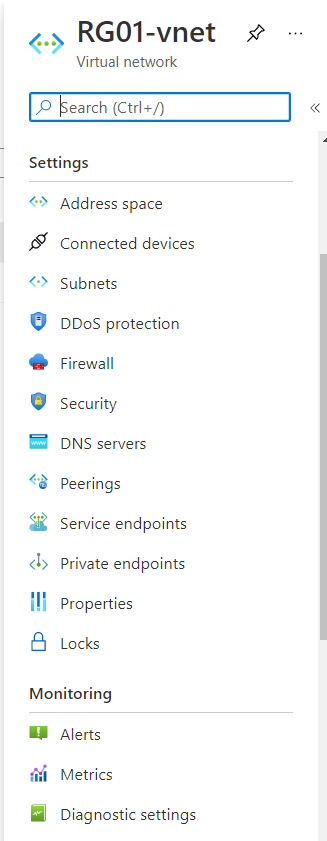 RG01-vnet
Virtual network
Search (Ctrl+/)
Settings
Address space
Connected devices
Subnets
DDoS protection
Firewall
Security
DNS servers
Peerings
Service endpoints
Private endpoints
Properties
Locks
Monitoring
Alerts
Metrics
Diagnostic settings